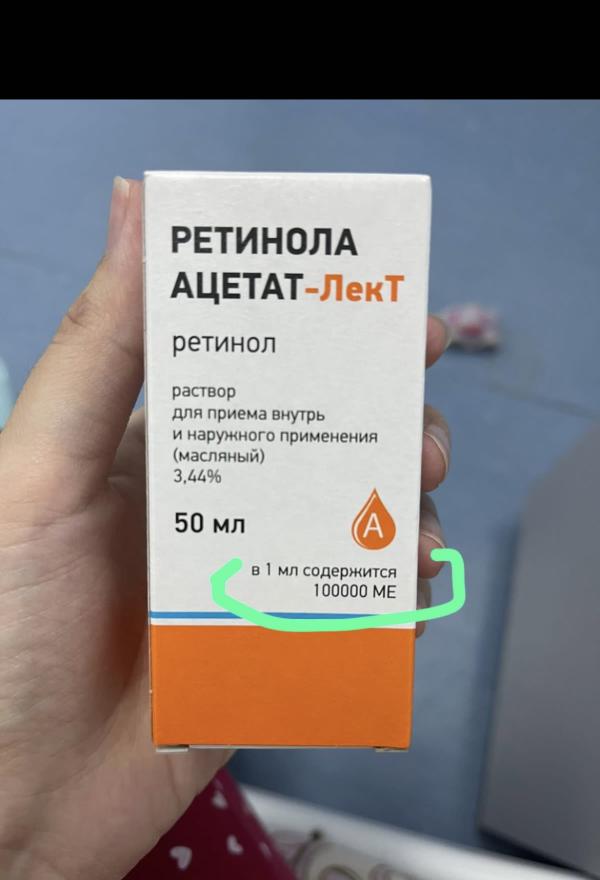 РЕТИНОЛА
АЦЕТАТ-ЛекТ
ретинол
раствор
для приема внутрь
и наружного применения
(масляный)
3,44%
50 мл
А
в 1 мл содержится
100000 МЕ